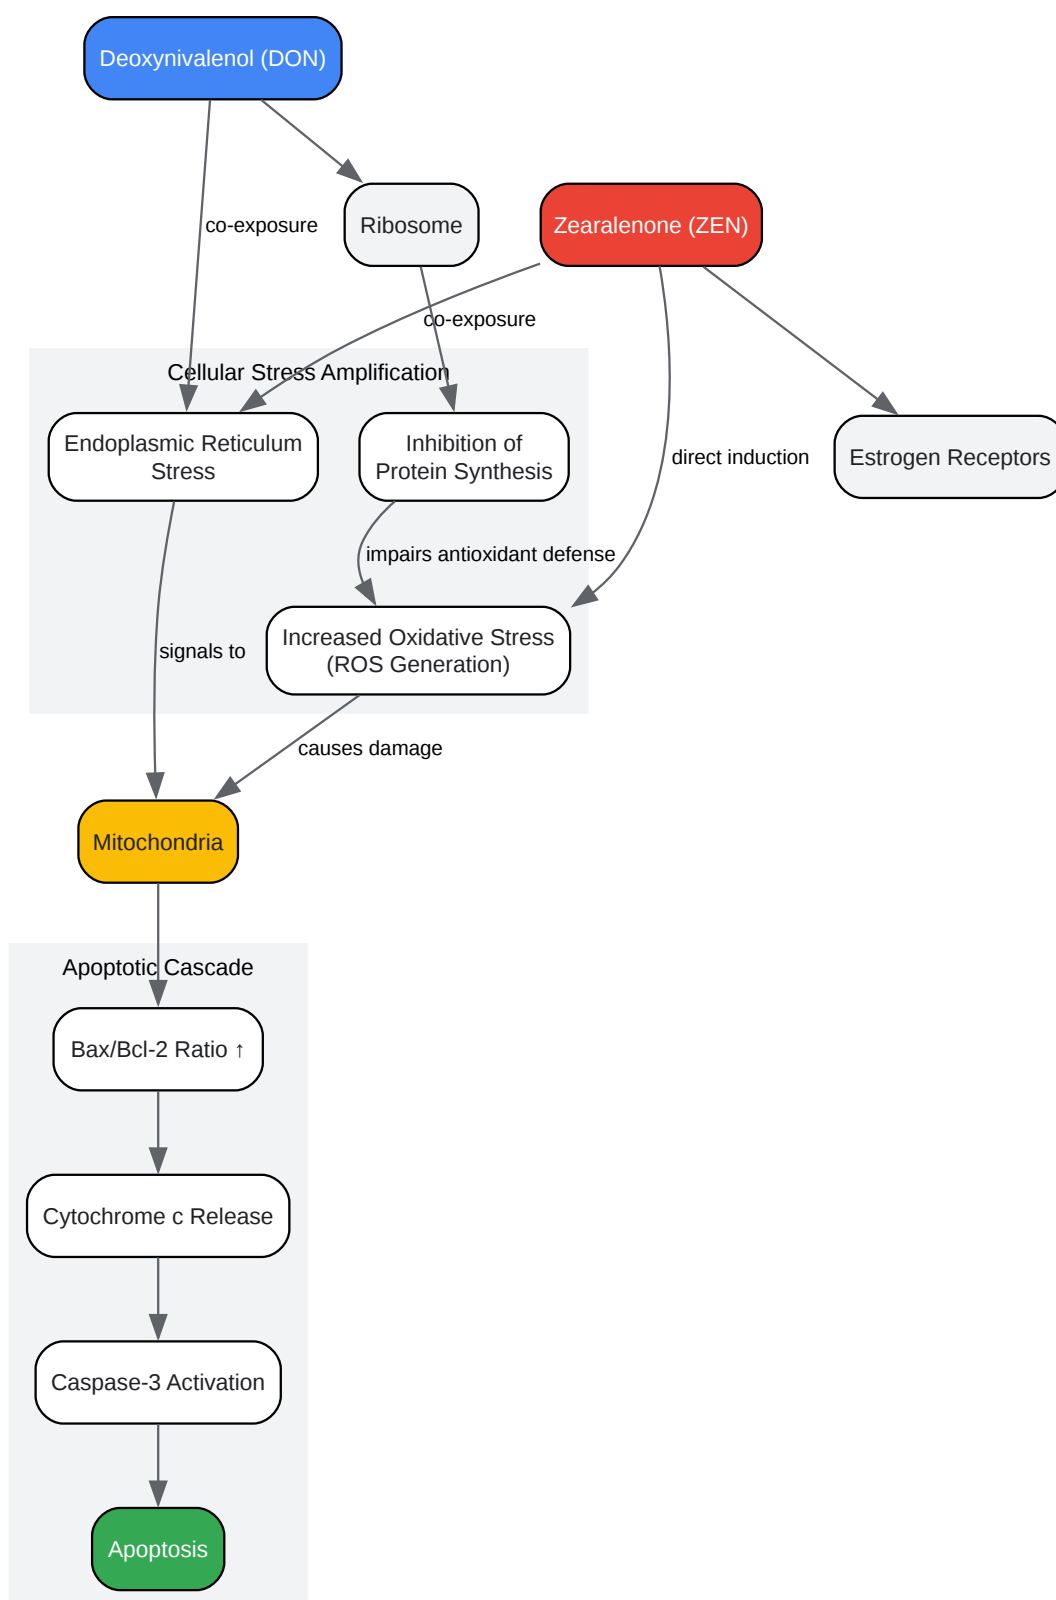 Deoxynivalenol (DON)
co-exposure
Ribosome
Zearalenone (ZEN)
co-exposure
Cellular Stress Amplification
Endoplasmic Reticulum
Stress
Inhibition of
Protein Synthesis
direct induction
Estrogen Receptors
impairs antioxidant defense
signals to
Increased Oxidative Stress
(ROS Generation)
causes damage
Mitochondria
Apoptotic Cascade
Bax/Bcl-2 Ratio ↑
Cytochrome c Release
Caspase-3 Activation
Apoptosis